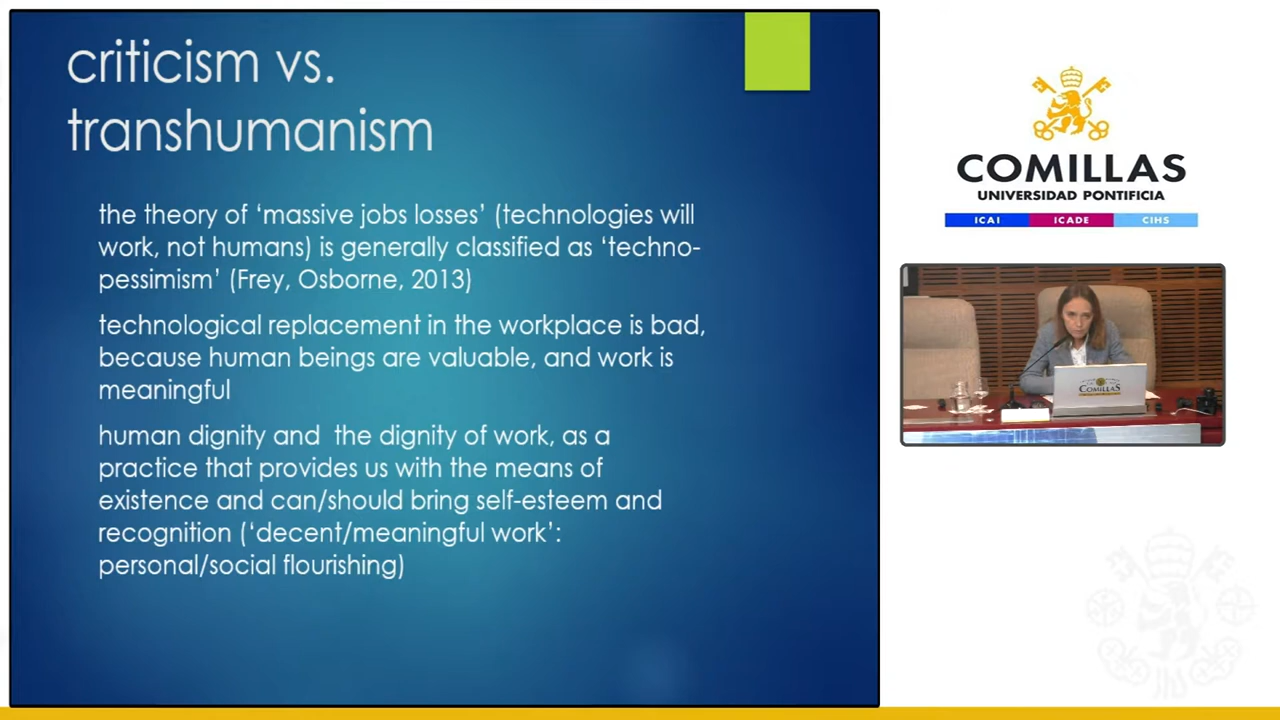 criticism vs.
transhumanism
the theory of ‘massive jobs losses’ (technologies will
work, not humans) is generally classified as ‘techno-
pessimism’ (Frey, Osborne, 2013)
technological replacement in the workplace is bad,
because human beings are valuable, and work is
meaningful
human dignity and  the dignity of work, as a
practice that provides us with the means of
existence and can/should bring self-esteem and
recognition (‘decent/meaningful work’:
personal/social flourishing)
COMILLAS
UNIVERSIDAD PONTIFICIA
ICAI ICADE CIHS
COMILLAS